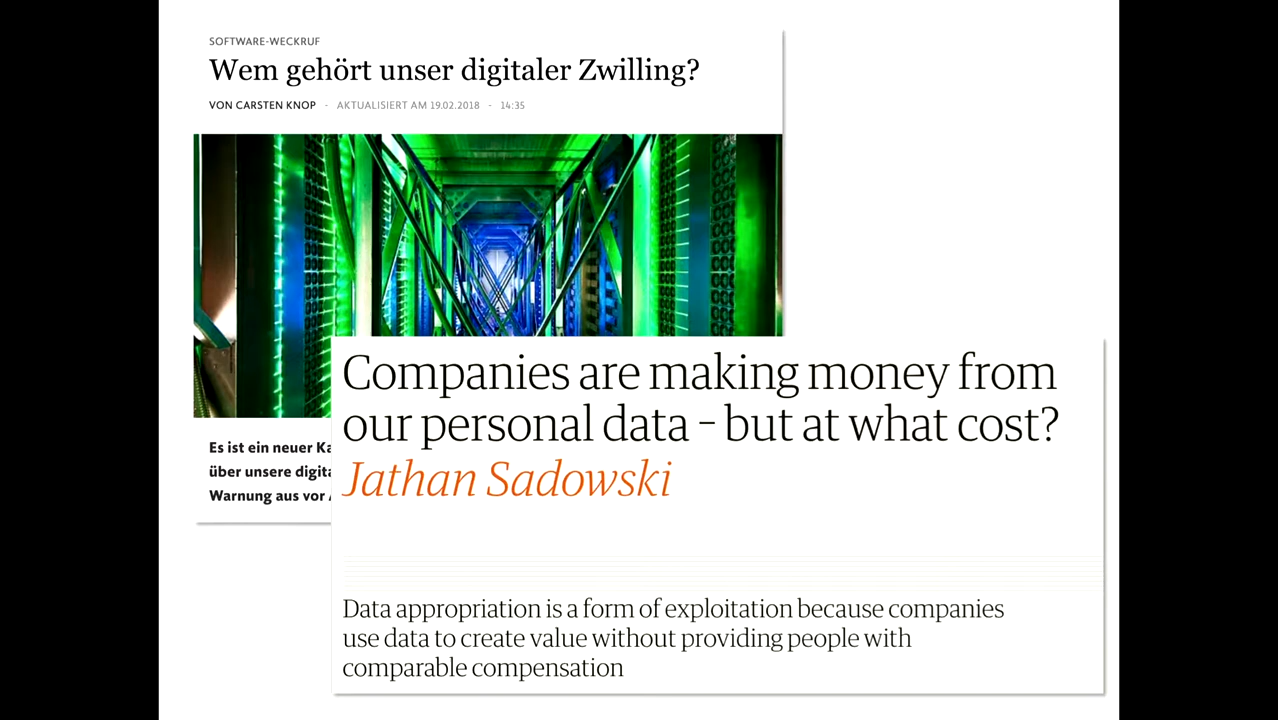 SOFTWARE-WECKRUF
Wem gehört unser digitaler Zwilling?
VON CARSTEN KNOP - AKTUALISIERT AM 19.02.2018 - 14:35
Es ist ein neuer
über unsere
Warnung aus vor
Companies are making money from
our personal data – but at what cost?
Jathan Sadowski
Data appropriation is a form of exploitation because companies
use data to create value without providing people with
comparable compensation